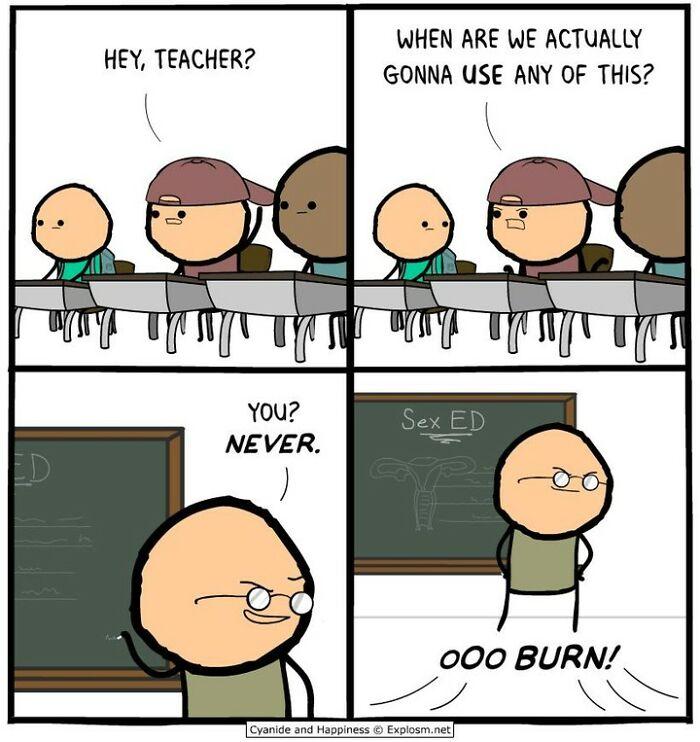 HEY, TEACHER?
WHEN ARE WE ACTUALLY
GONNA USE ANY OF THIS?
YOU?
NEVER.
ED
Sex ED
OOO BURN!
Cyanide and Happiness © Explosm.net